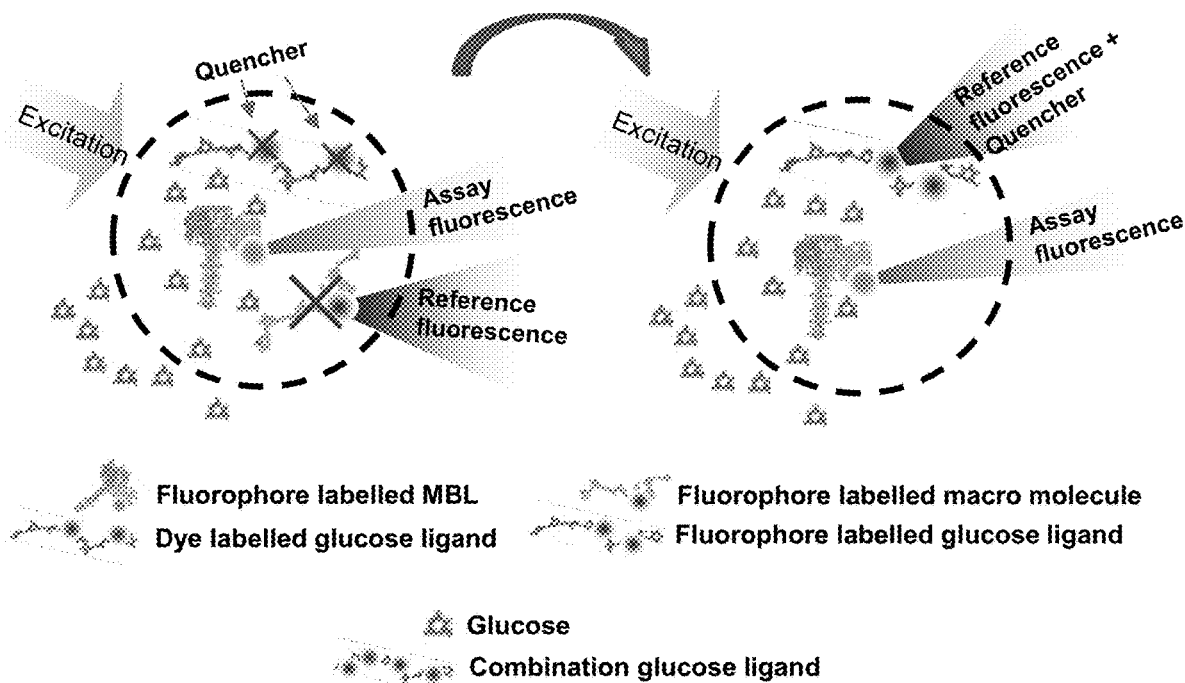 Quencher
Excitation
Assay
fluorescence
Reference
fluorescence
Excitation
Reference
fluorescence +
Quencher
Assay
fluorescence
Fluorophore labelled MBL
Dye labelled glucose ligand
Fluorophore labelled macro molecule
Fluorophore labelled glucose ligand
Glucose
Combination glucose ligand